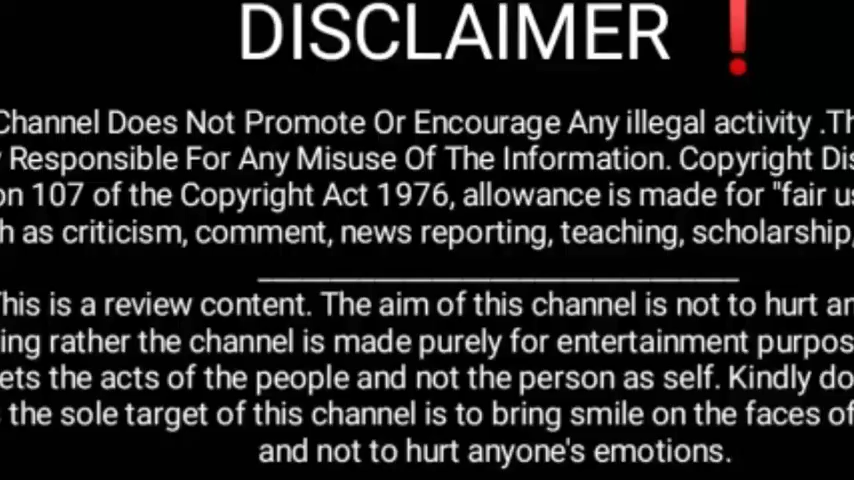 DISCLAIMER❗
Channel Does Not Promote Or Encourage Any illegal activity .Th
Responsible For Any Misuse Of The Information. Copyright Dis
on 107 of the Copyright Act 1976, allowance is made for "fair us
h as criticism, comment, news reporting, teaching, scholarship,
This is a review content. The aim of this channel is not to hurt an
ing rather the channel is made purely for entertainment purpos
ets the acts of the people and not the person as self. Kindly do
the sole target of this channel is to bring smile on the faces of
and not to hurt anyone's emotions.